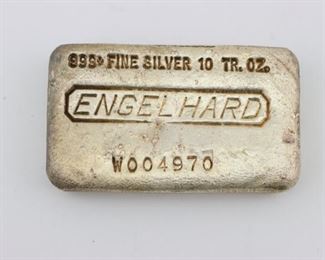 999+ FINE SILVER 10 TR. OZ.
ENGELHARD
W004970